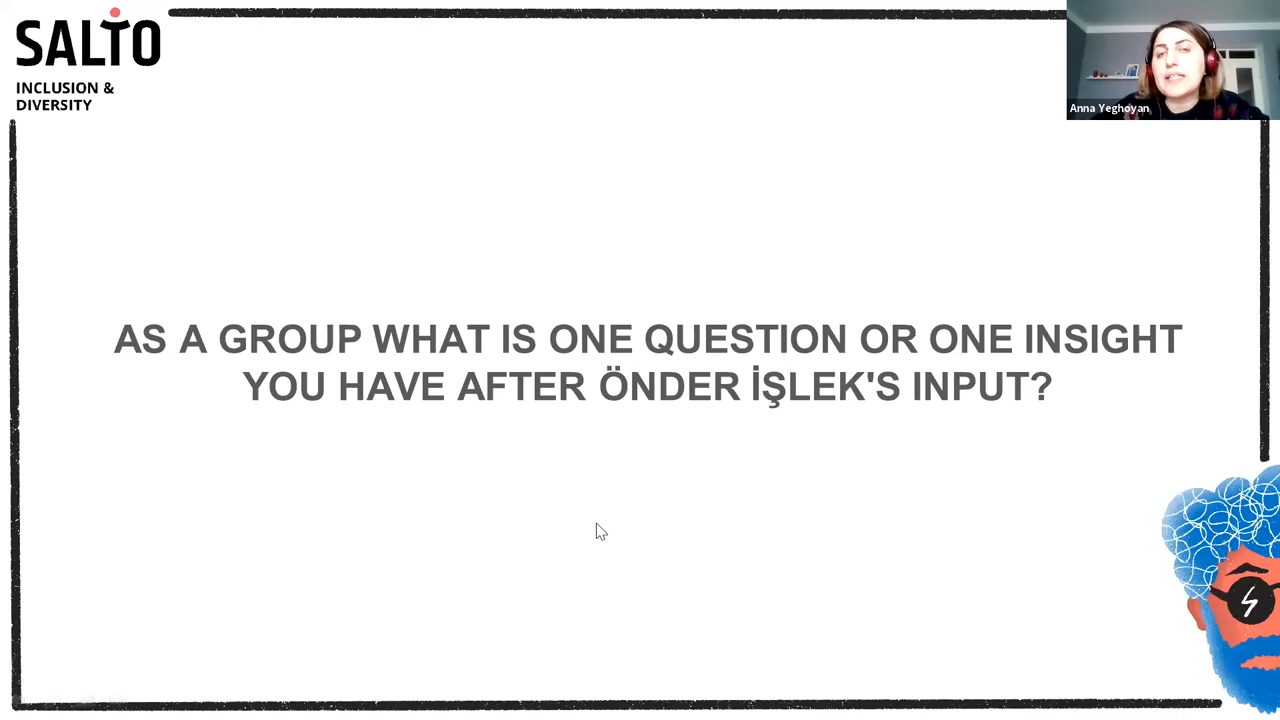 SALTO
INCLUSION &
DIVERSITY
Anna Yeghoyan
AS A GROUP WHAT IS ONE QUESTION OR ONE INSIGHT
YOU HAVE AFTER ÖNDER İŞLEK'S INPUT?